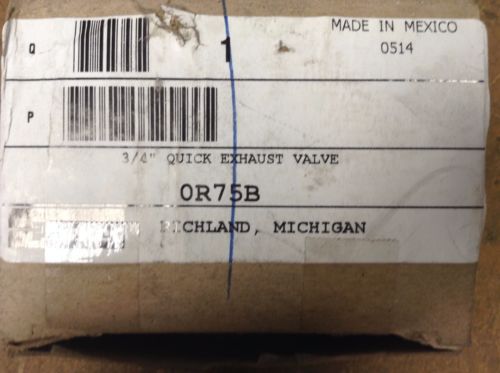 Q 1 MADE IN MEXICO
0514
P
3/4" QUICK EXHAUST VALVE
0R75B
RICHLAND, MICHIGAN